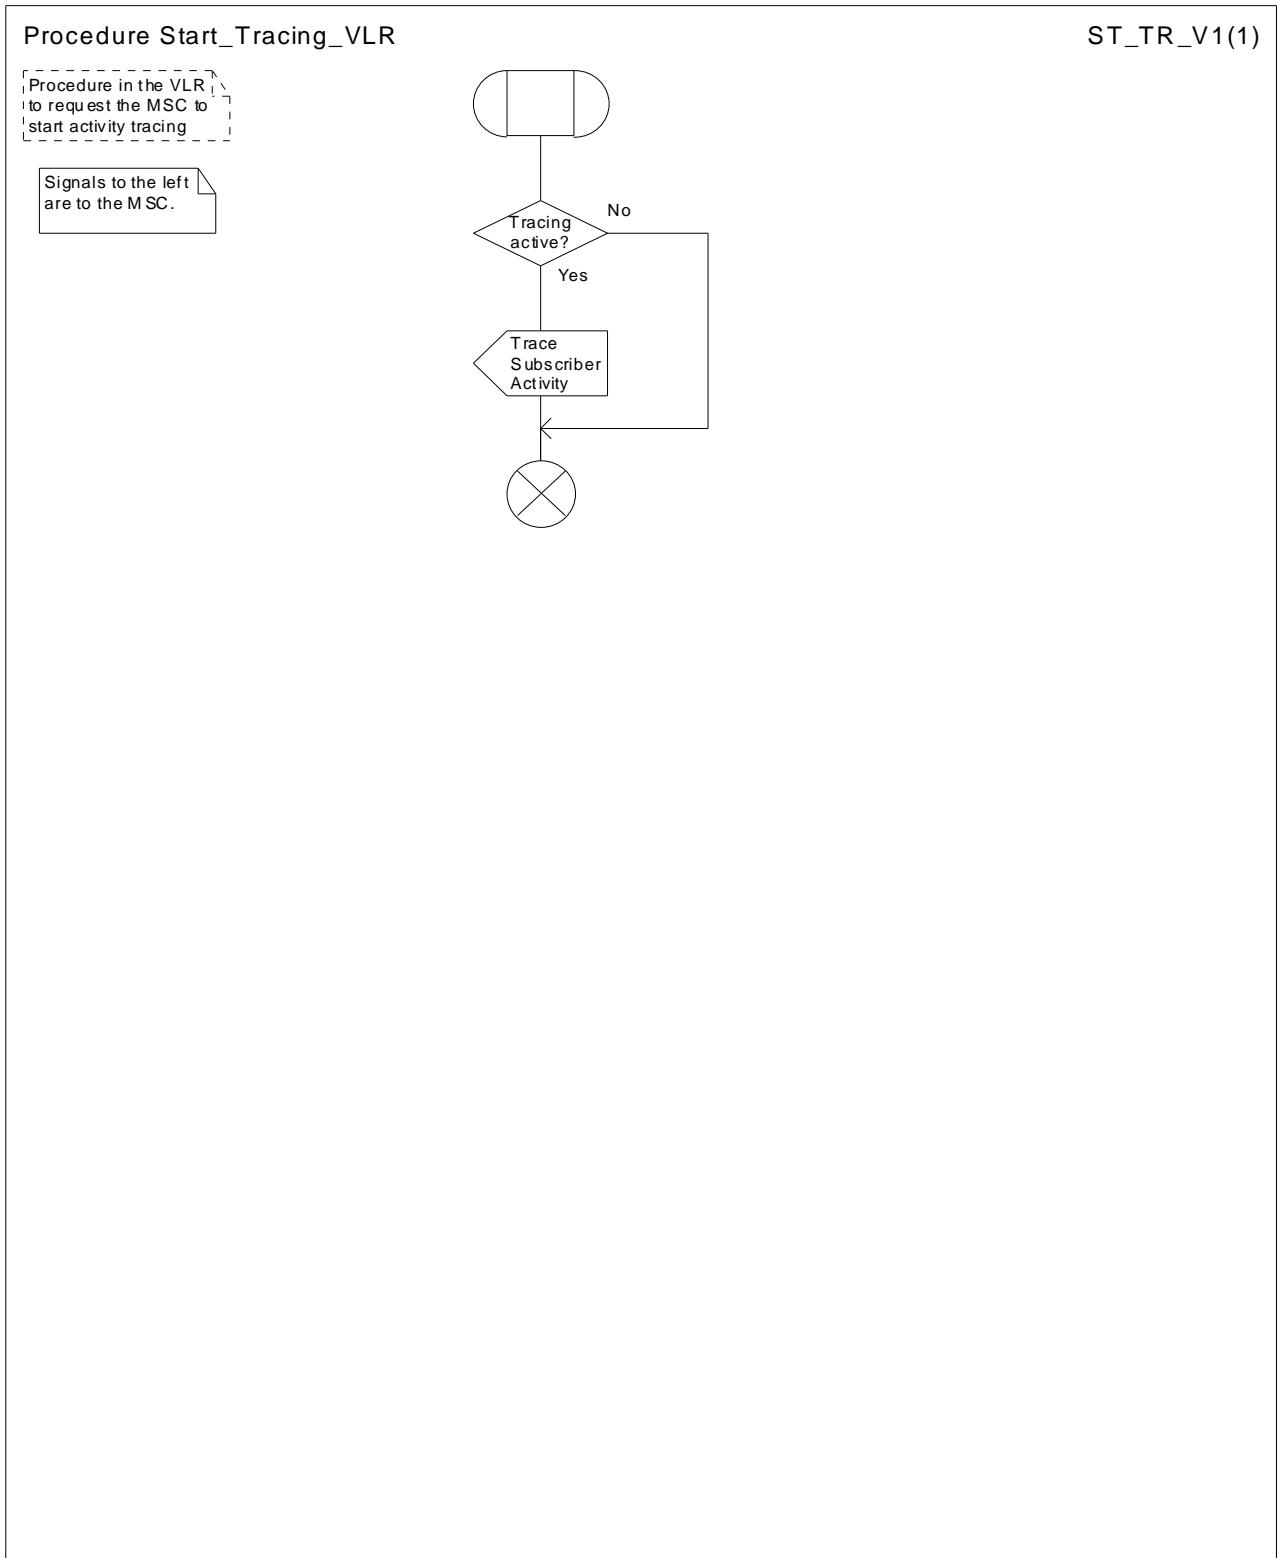 Procedure Start_Tracing_VLR
ST_TR_V1(1)
Procedure in the VLR
to request the MSC to
start activity tracing
Signals to the left
are to the MSC.
Tracing
active?
No
Yes
Trace
Subscriber
Activity